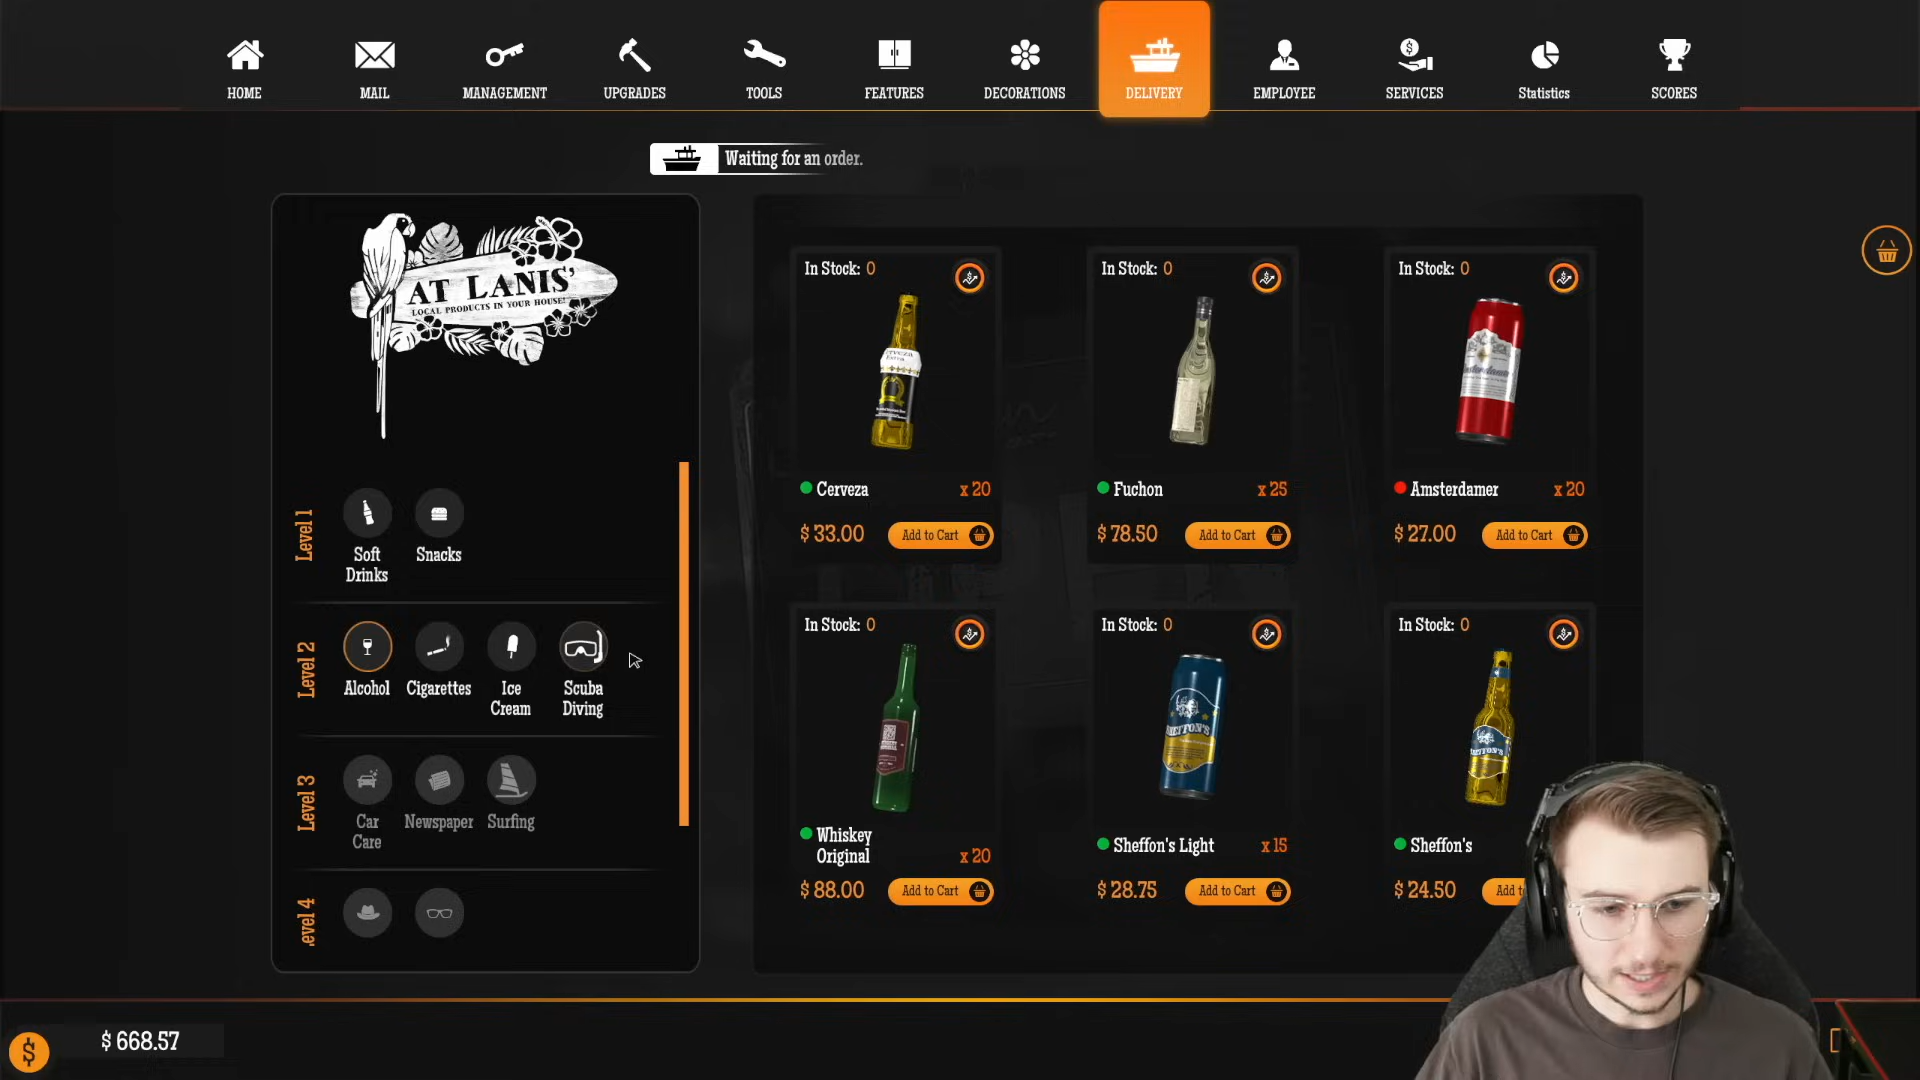 HOME
MAIL
MANAGEMENT
UPGRADES
TOOLS
FEATURES
DECORATIONS
DELIVERY
EMPLOYEE
SERVICES
Statistics
SCORES
Waiting for an order.
AT LANIS'
LOCAL PRODUCTS IN YOUR HOUSE!
Level 1
Soft
Drinks
Snacks
Level 2
Alcohol
Cigarettes
Ice
Cream
Scuba
Diving
Level 3
Car
Care
Newspaper
Surfing
evel 4
In Stock: 0
Cerveza
x 20
$ 33.00
Add to Cart
In Stock: 0
Fuchon
x 25
$ 78.50
Add to Cart
In Stock: 0
Amsterdamer
x 20
$ 27.00
Add to Cart
In Stock: 0
Whiskey
Original
x 20
$ 88.00
Add to Cart
In Stock: 0
SHEFFON'S
Sheffon's Light
x 15
$ 28.75
Add to Cart
In Stock: 0
Sheffon's
$ 24.50
Add t
$ 668.57